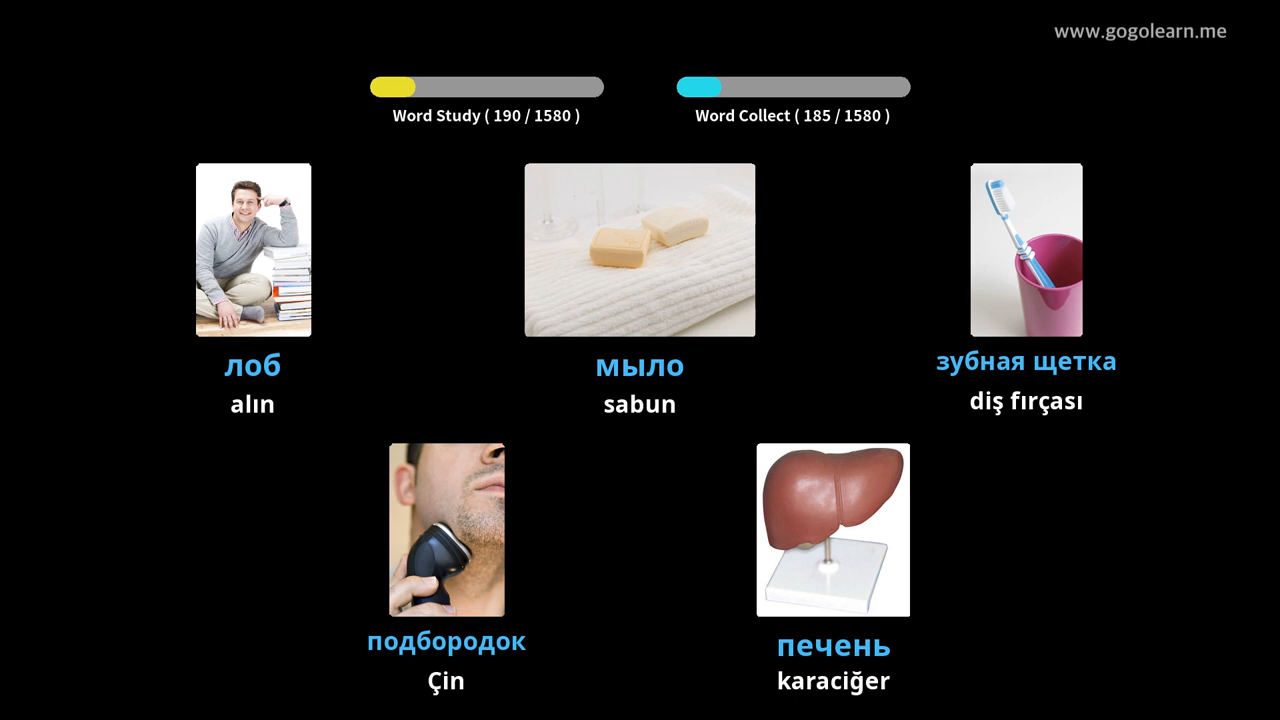 www.gogolearn.me
Word Study ( 190 / 1580 )
Word Collect ( 185 / 1580 )
лоб
alın
мыло
sabun
зубная щетка
diş fırçası
подбородок
Çin
печень
karaciğer